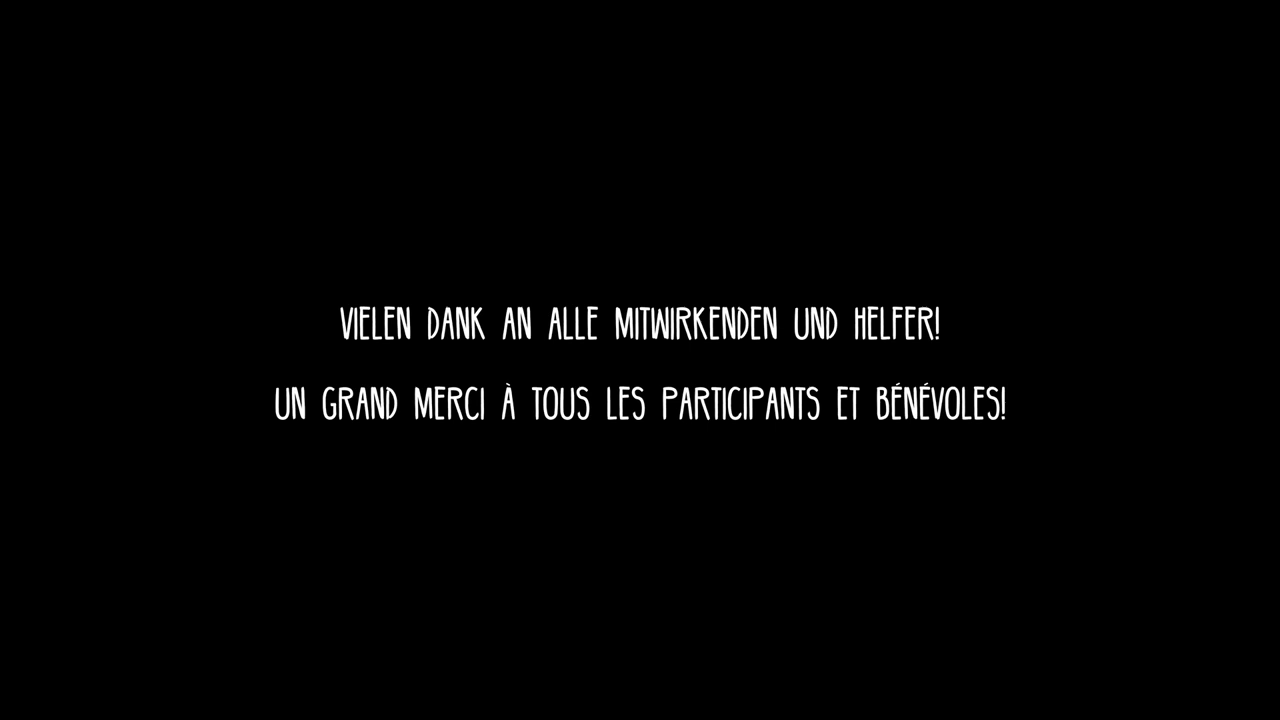 VIELEN DANK AN ALLE MITWIRKENDEN UND HELFER!
UN GRAND MERCI À TOUS LES PARTICIPANTS ET BÉNÉVOLES!